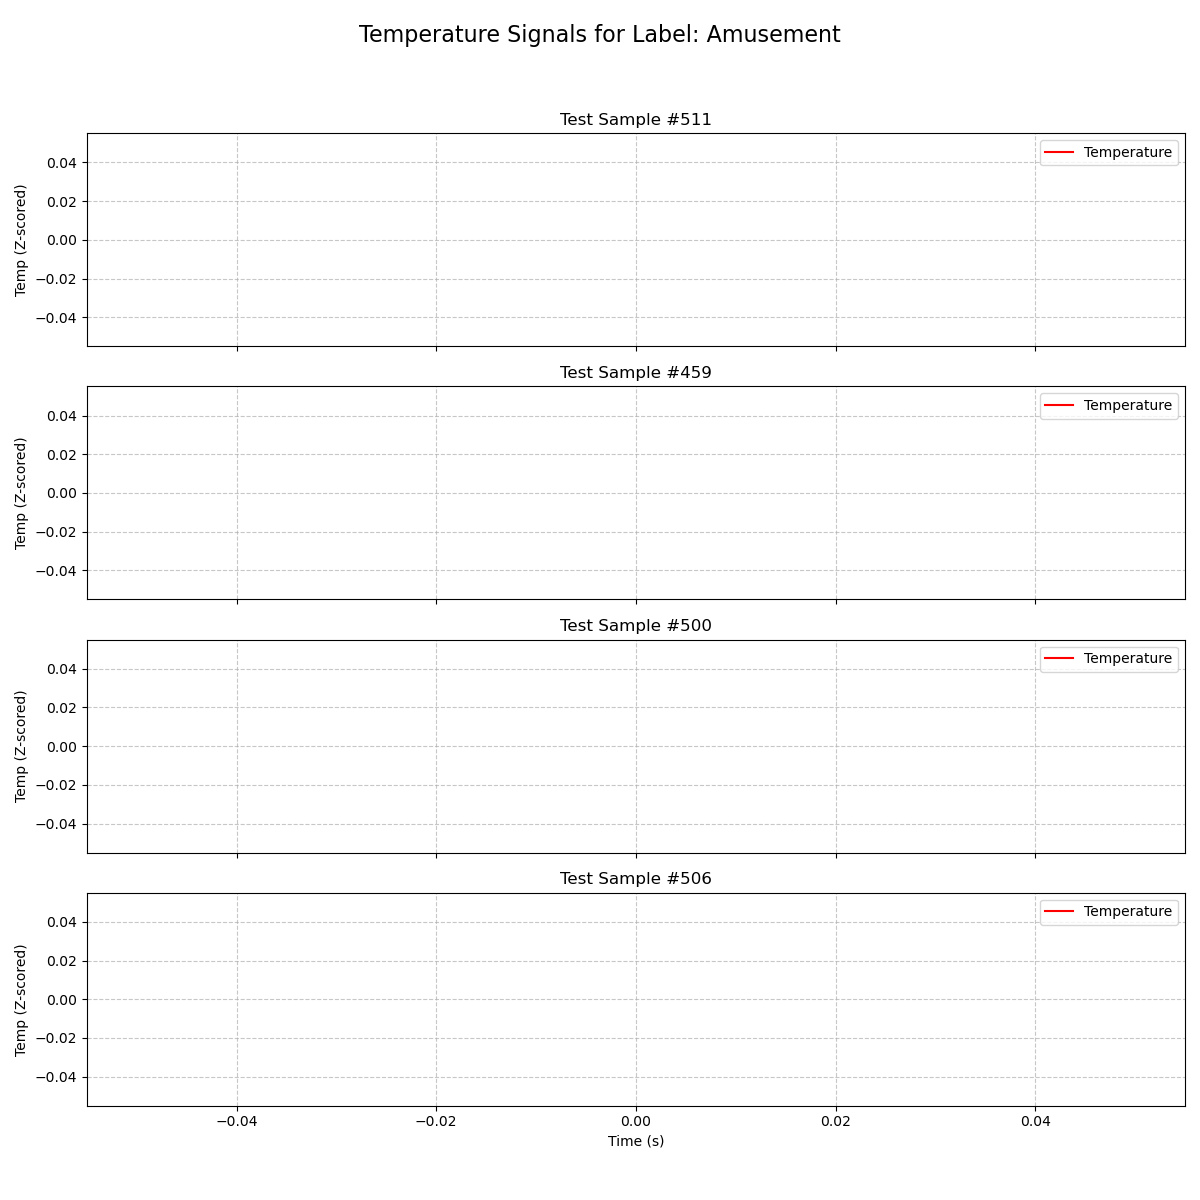 Temperature Signals for Label: Amusement
Test Sample #511
Temperature
0.04
0.02
0.00
−0.02
−0.04
Temp (Z-scored)
Test Sample #459
Temperature
0.04
0.02
0.00
−0.02
−0.04
Temp (Z-scored)
Test Sample #500
Temperature
0.04
0.02
0.00
−0.02
−0.04
Temp (Z-scored)
Test Sample #506
Temperature
0.04
0.02
0.00
−0.02
−0.04
Temp (Z-scored)
−0.04 −0.02 0.00 0.02 0.04
Time (s)